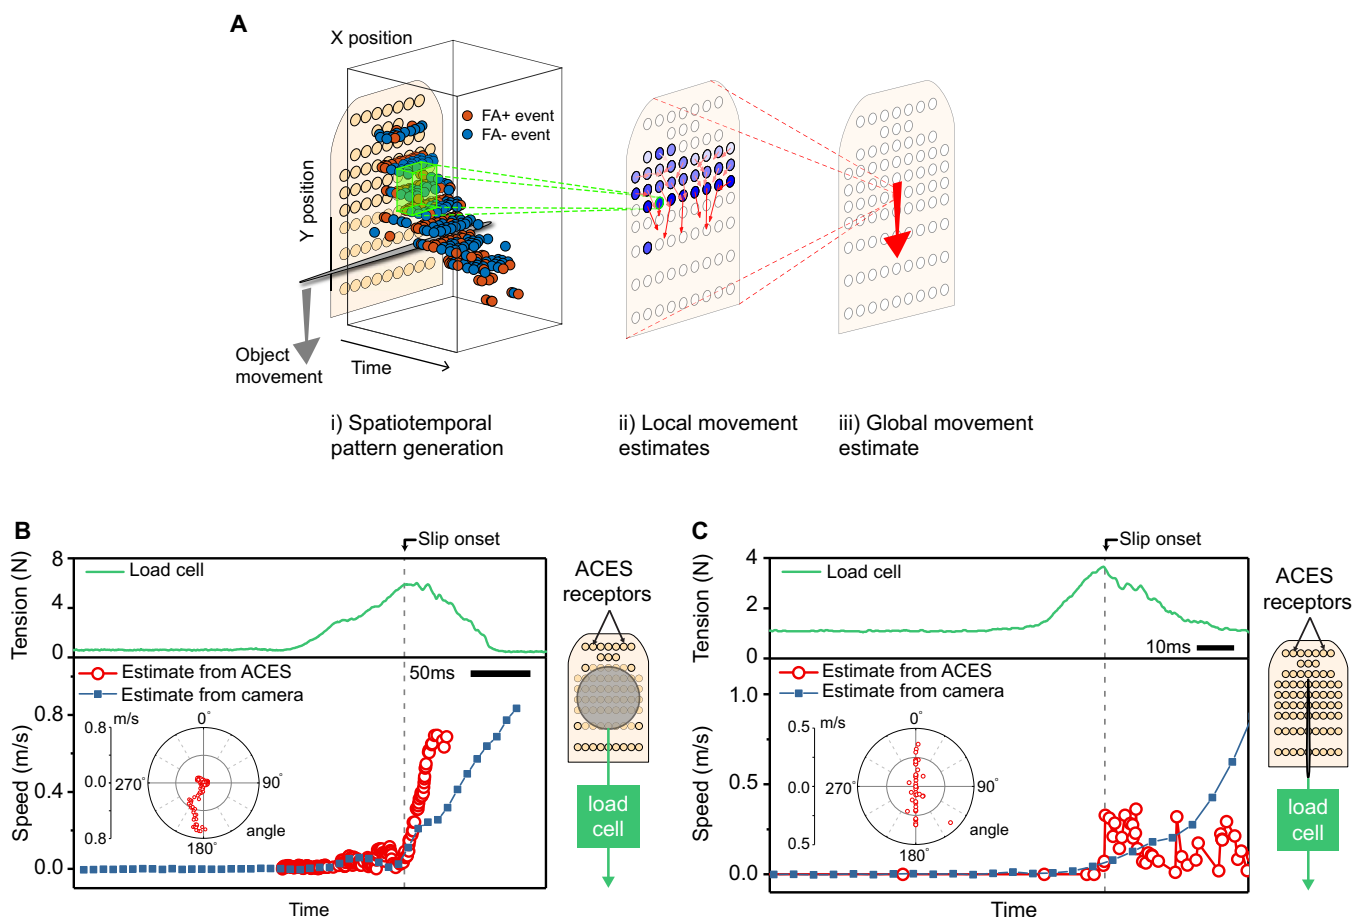 A
X position
FA+ event
FA- event
Y position
Object
movement
Time
i) Spatiotemporal
pattern generation
ii) Local movement
estimates
iii) Global movement
estimate
B
Slip onset
8
4
0
Tension (N)
Load cell
Estimate from ACES
Estimate from camera
50ms
0.8
0.4
0.0
Speed (m/s)
0.8
m/s
0.0
0.8
0°
90°
180°
270°
angle
Time
ACES
receptors
load
cell
C
Slip onset
4
2
0
Tension (N)
Load cell
10ms
Estimate from ACES
Estimate from camera
1.0
0.5
0.0
Speed (m/s)
0.5
m/s
0.0
0.5
0°
90°
180°
270°
angle
Time
ACES
receptors
load
cell